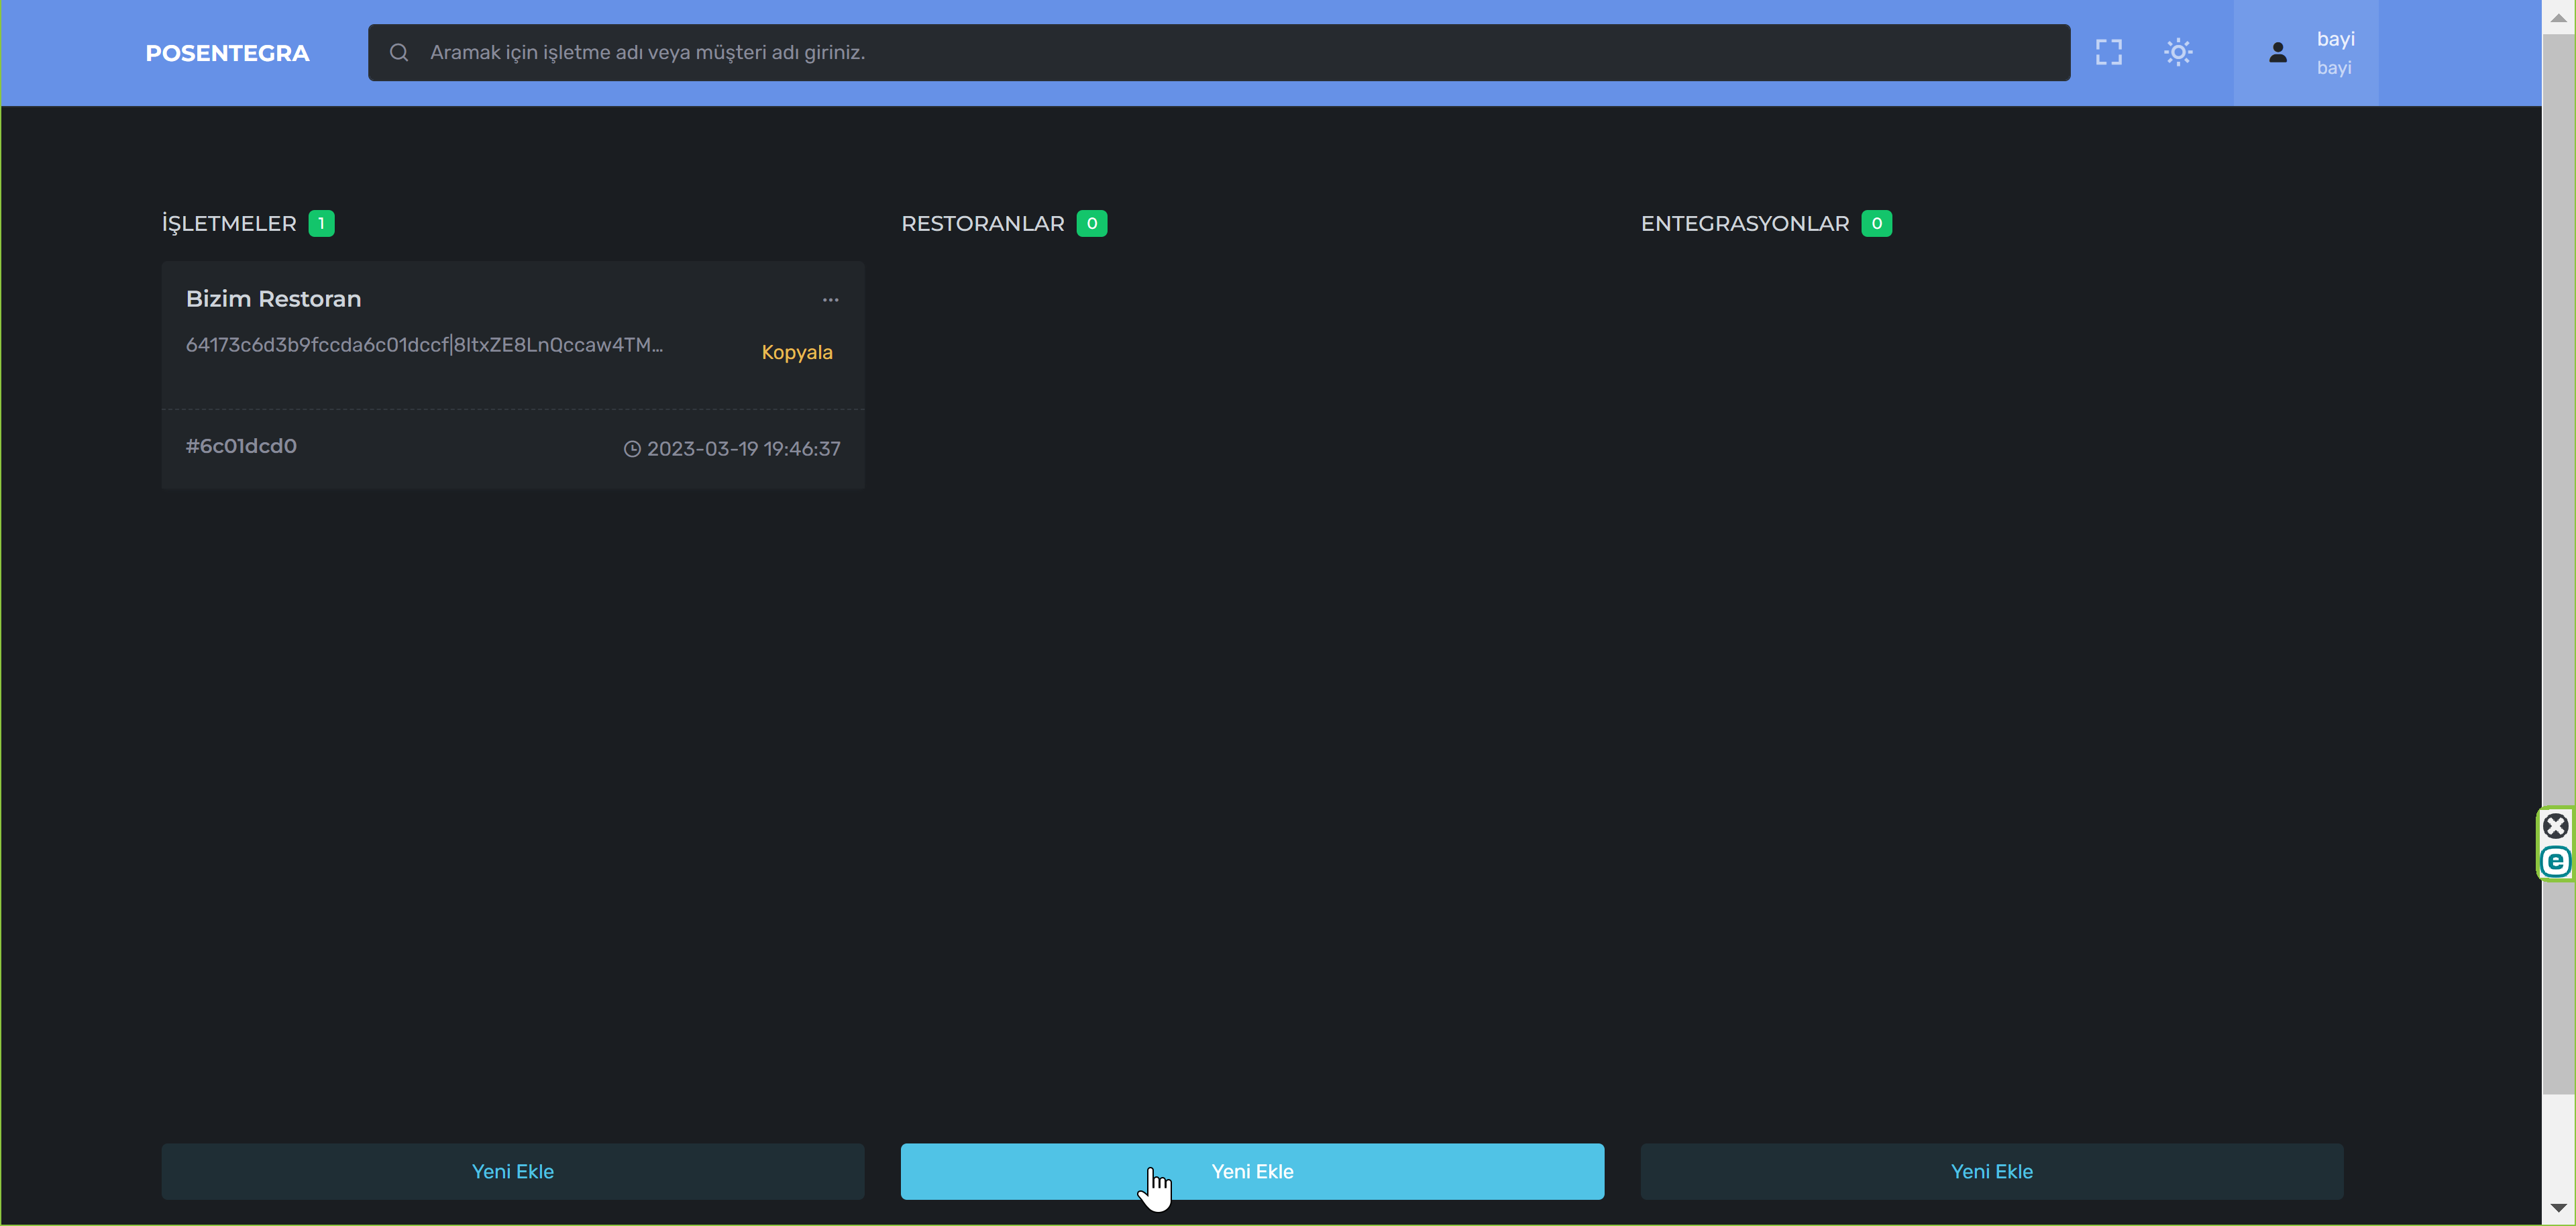 POSENTEGRA
Aramak için işletme adı veya müşteri adı giriniz.
bayi
bayi
İŞLETMELER 1
RESTORANLAR 0
ENTEGRASYONLAR 0
Bizim Restoran
64173c6d3b9fccda6c01dccf|8ltxZE8LnQccaw4TM...
Kopyala
#6c01dcd0
2023-03-19 19:46:37
Yeni Ekle
Yeni Ekle
Yeni Ekle
e